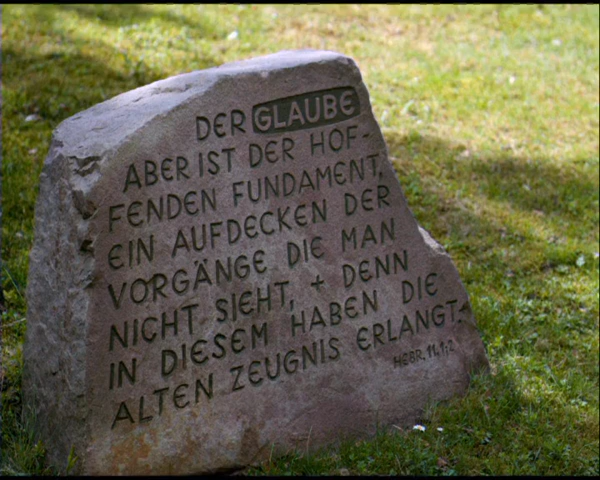 DER GLAUBE
ABER IST DER HOF-
FENDEN FUNDAMENT,
EIN AUFDECKEN DER
VORGÄNGE DIE MAN
NICHT SIEHT, + DENN
IN DIESEM HABEN DIE
ALTEN ZEUGNIS ERLANGT.
HEBR. 11,1;2